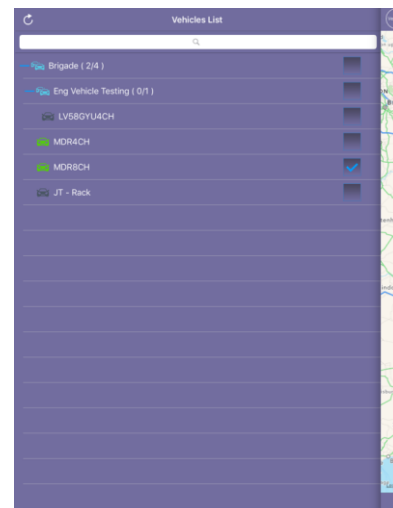 Vehicles List
Brigade ( 2/4 )
Eng Vehicle Testing ( 0/1 )
LV58GYU4CH
MDR4CH
MDR8CH
JT - Rack